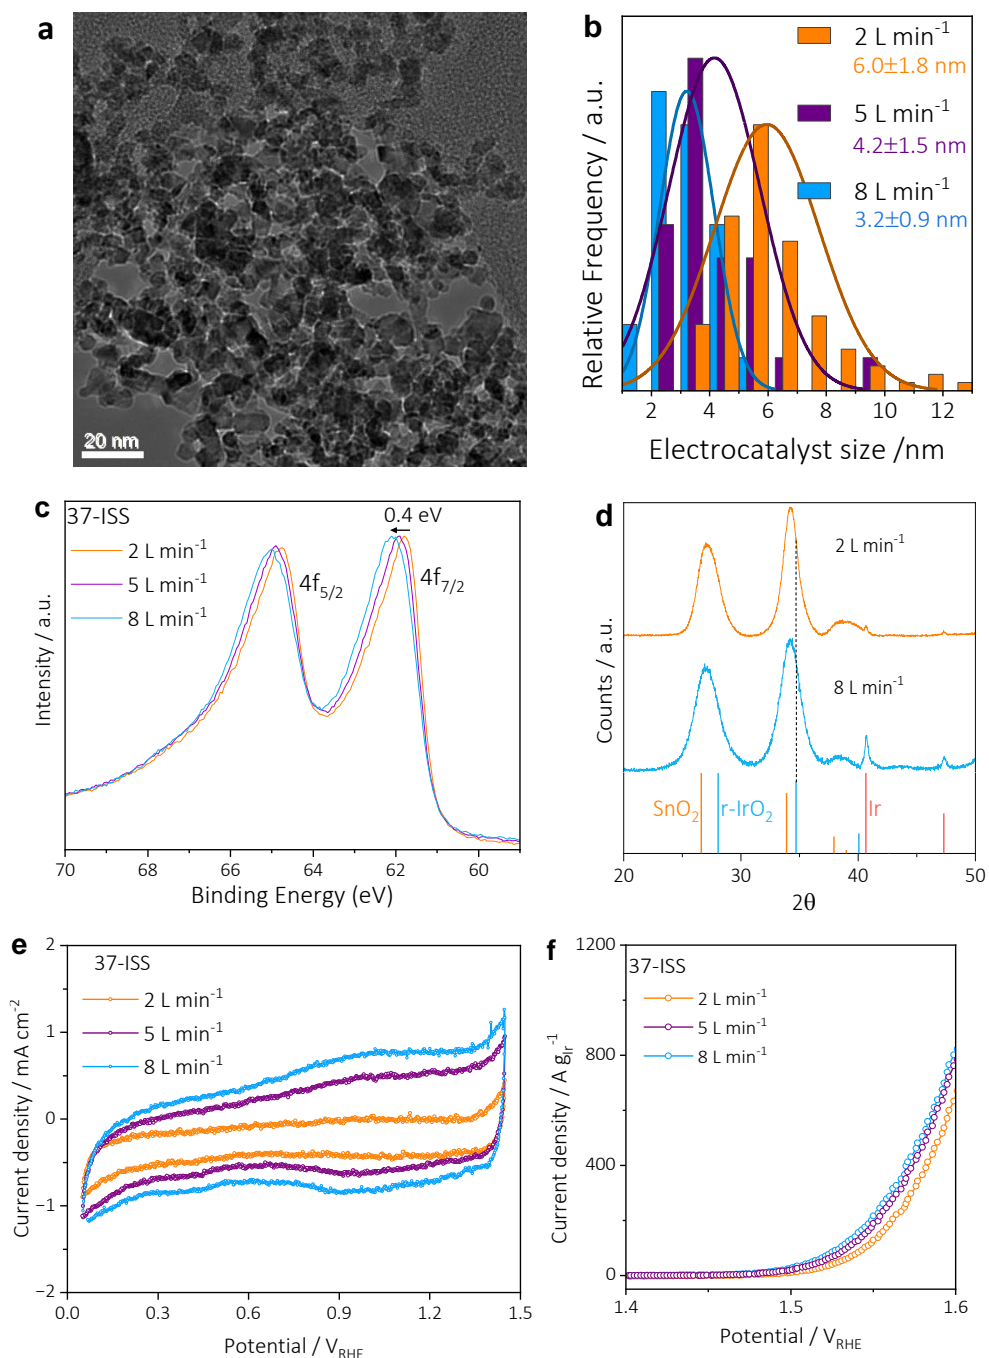 a
20 nm
b
2 L min⁻¹
6.0±1.8 nm
5 L min⁻¹
4.2±1.5 nm
8 L min⁻¹
3.2±0.9 nm
Relative Frequency / a.u.
2 4 6 8 10 12
Electrocatalyst size /nm
c
37-ISS
2 L min⁻¹
5 L min⁻¹
8 L min⁻¹
0.4 eV
4f5/2
4f7/2
Intensity / a.u.
70 68 66 64 62 60
Binding Energy (eV)
d
2 L min⁻¹
8 L min⁻¹
SnO₂
r-IrO₂
Ir
Counts / a.u.
20 30 40 50
2θ
e
37-ISS
2 L min⁻¹
5 L min⁻¹
8 L min⁻¹
Current density / mA cm⁻²
2
1
0
−1
−2
0.0 0.3 0.6 0.9 1.2 1.5
Potential / VRHE
f
37-ISS
2 L min⁻¹
5 L min⁻¹
8 L min⁻¹
Current density / A gIr⁻¹
1200
800
400
0
1.4 1.5 1.6
Potential / VRHE